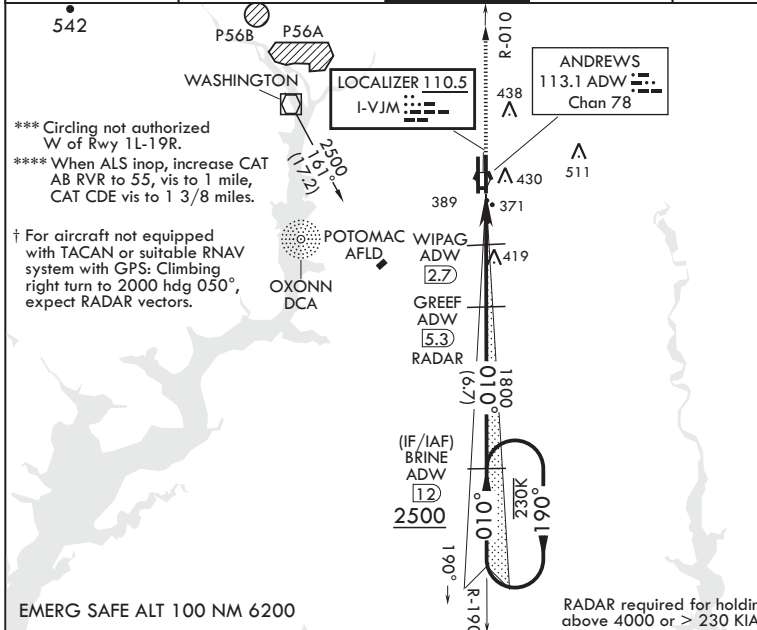 542
P56B
P56A
WASHINGTON
LOCALIZER 110.5
I-VJM
R-010
ANDREWS
113.1 ADW
Chan 78
438
*** Circling not authorized
W of Rwy 1L-19R.
**** When ALS inop, increase CAT
AB RVR to 55, vis to 1 mile,
CAT CDE vis to 1 3/8 miles.
2500
161°
(17.2)
511
430
389
371
† For aircraft not equipped
with TACAN or suitable RNAV
system with GPS: Climbing
right turn to 2000 hdg 050°,
expect RADAR vectors.
POTOMAC
AFLD
OXONN
DCA
WIPAG
ADW
2.7
419
GREEF
ADW
5.3
RADAR
1800
010°
(6.7)
(IF/IAF)
BRINE
ADW
12
2500
010°
230K
190°
190°
R-190
EMERG SAFE ALT 100 NM 6200
RADAR required for holdin
above 4000 or > 230 KIA